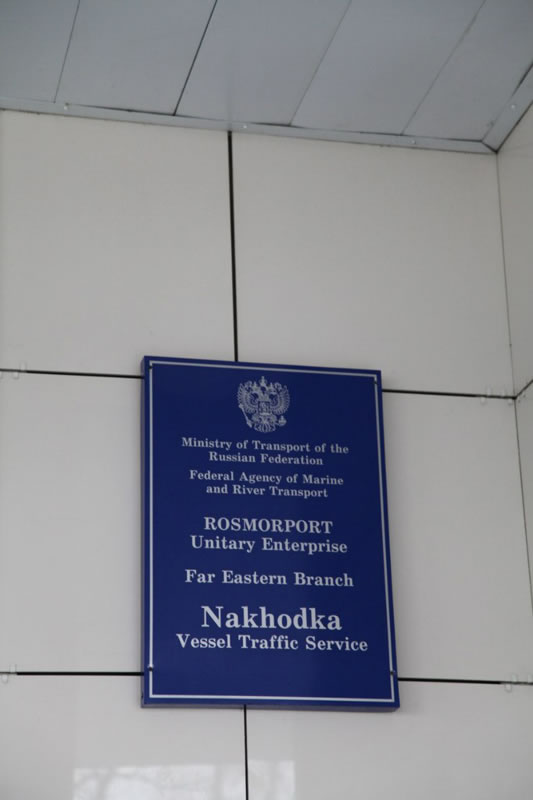 Ministry of Transport of the
Russian Federation
Federal Agency of Marine
and River Transport
ROSMORPORT
Unitary Enterprise
Far Eastern Branch
Nakhodka
Vessel Traffic Service